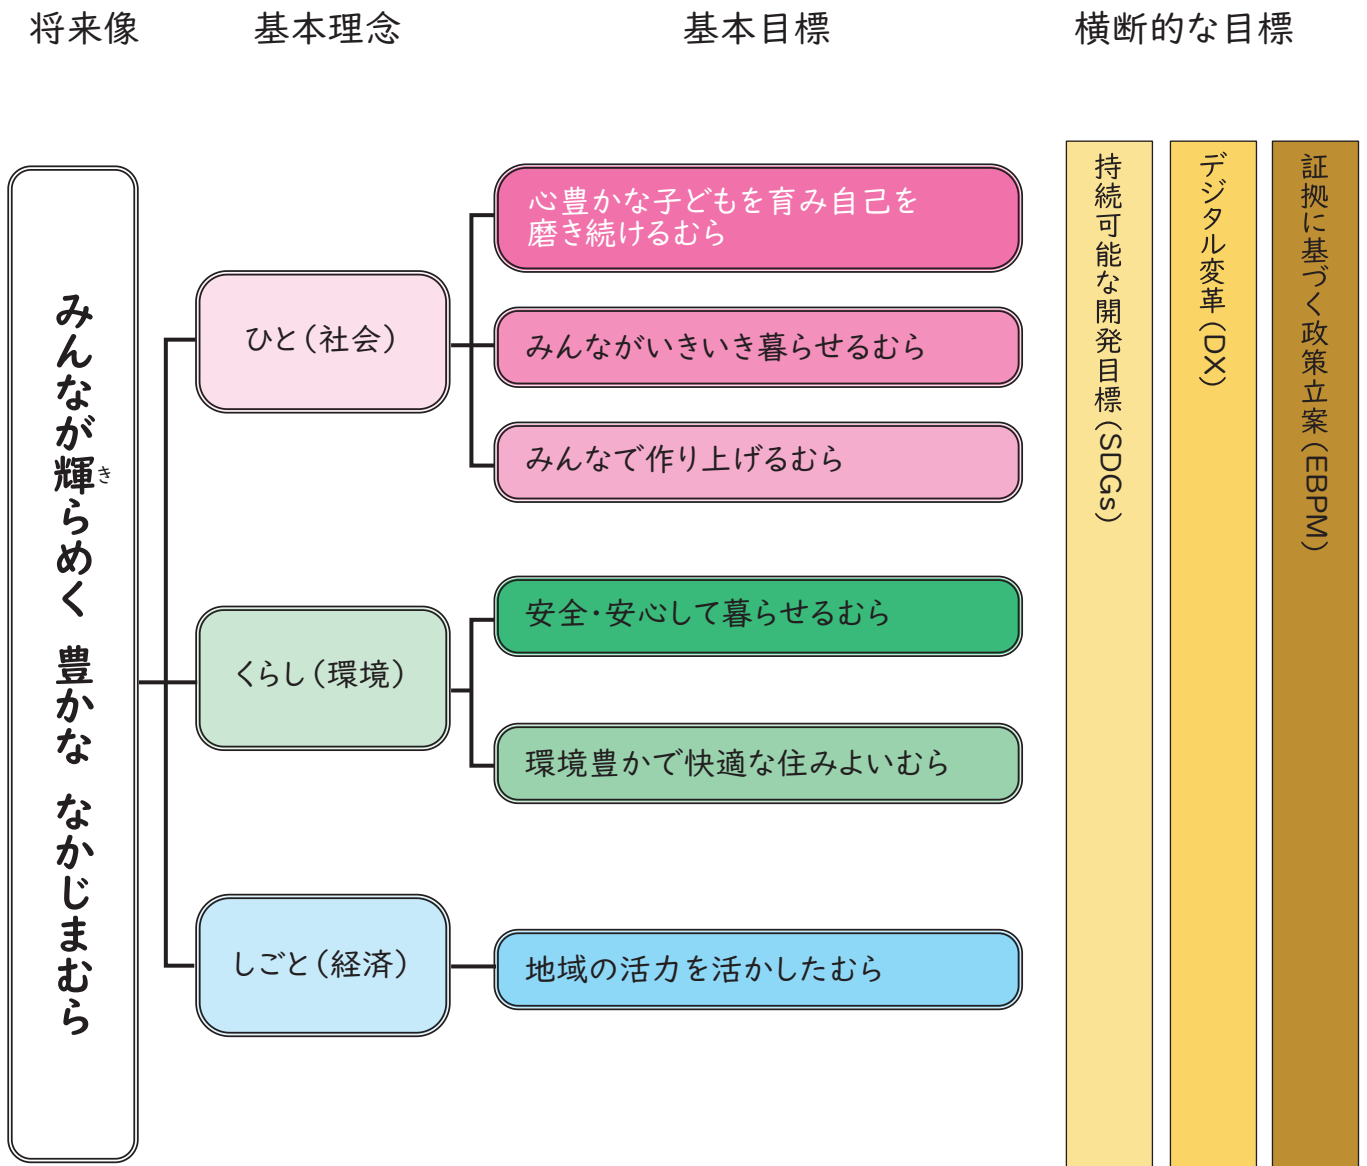 将来像
基本理念
基本目標
横断的な目標
みんなが輝らめく 豊かな なかじまむら
き
ひと(社会)
心豊かな子どもを育み自己を
磨き続けるむら
みんながいきいき暮らせるむら
みんなで作り上げるむら
くらし(環境)
安全・安心して暮らせるむら
環境豊かで快適な住みよいむら
しごと(経済)
地域の活力を活かしたむら
持続可能な開発目標(SDGs)
デジタル変革(DX)
証拠に基づく政策立案(EBPM)